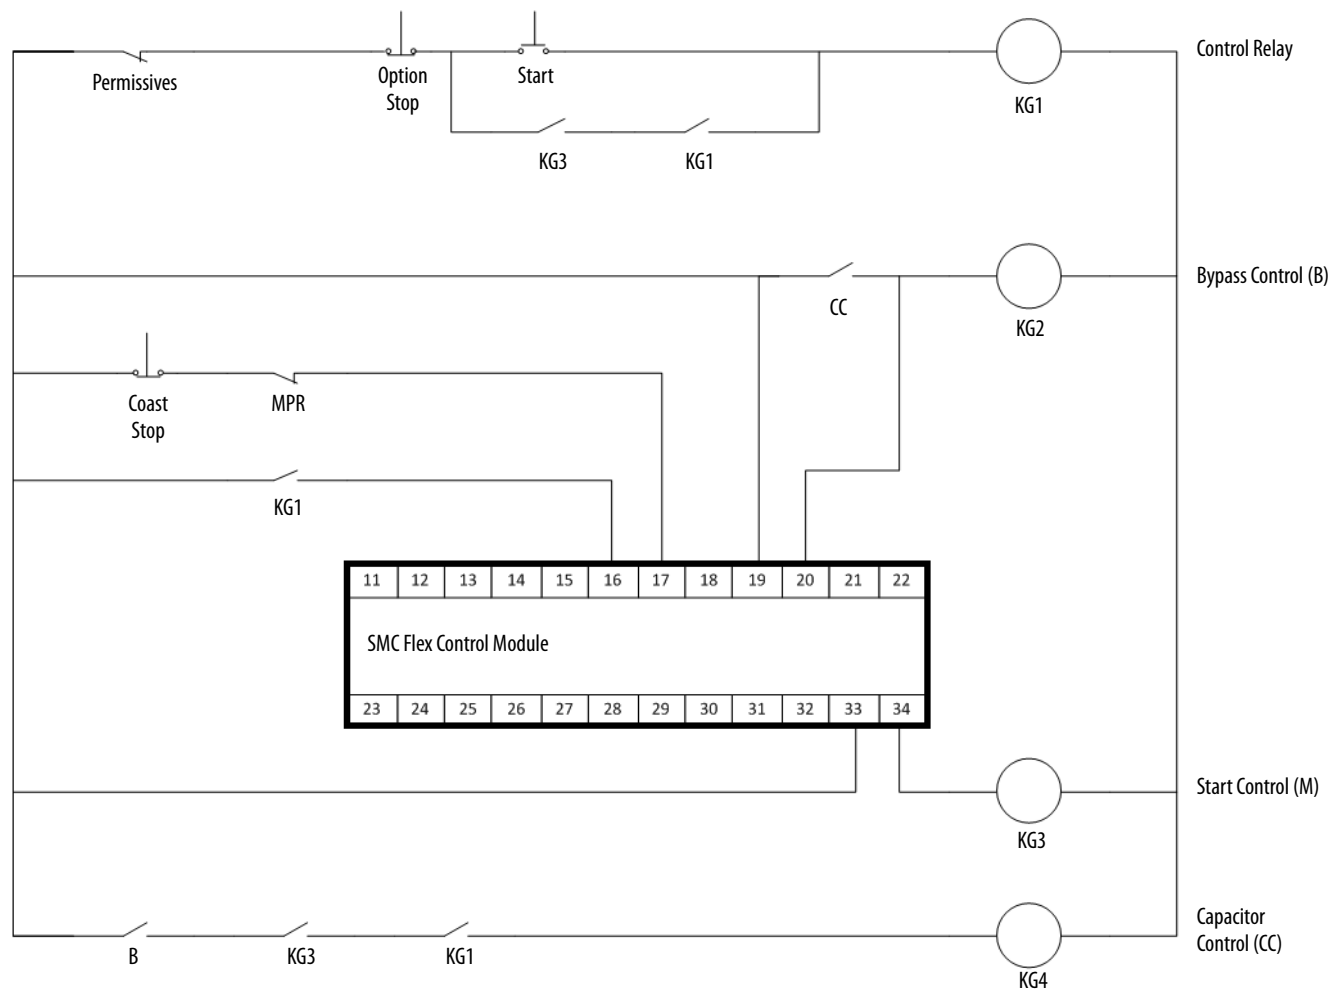 Control Relay
Permissives
Option
Stop
Start
KG1
KG3
KG1
Bypass Control (B)
CC
KG2
Coast
Stop
MPR
KG1
11 12 13 14 15 16 17 18 19 20 21 22
SMC Flex Control Module
23 24 25 26 27 28 29 30 31 32 33 34
Start Control (M)
KG3
Capacitor
Control (CC)
B
KG3
KG1
KG4